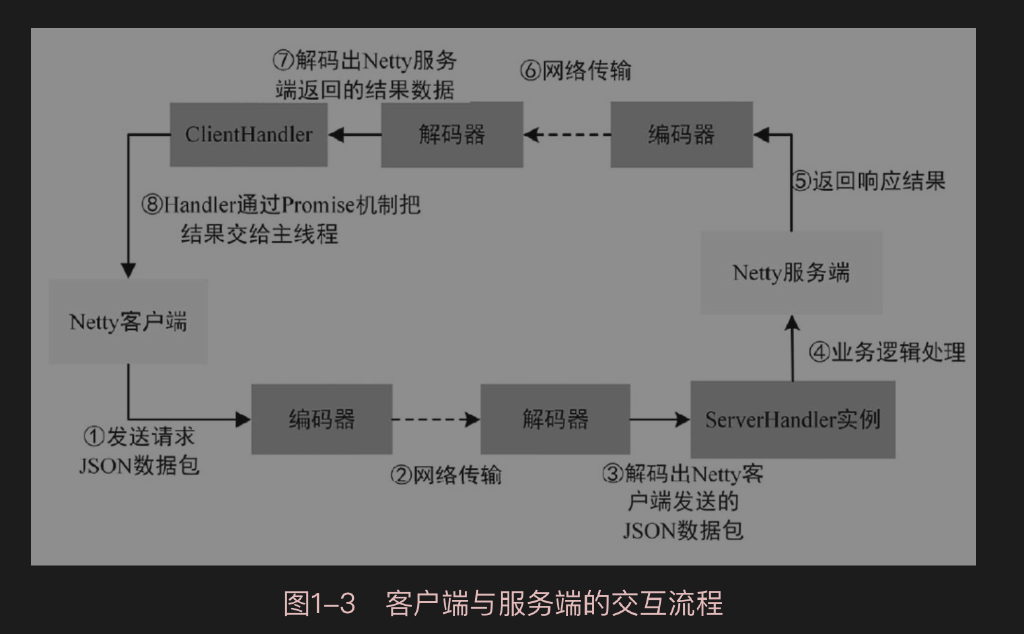 ⑦解码出Netty服务
端返回的结果数据
⑥网络传输
ClientHandler
解码器
编码器
⑤返回响应结果
⑧Handler通过Promise机制把
结果交给主线程
Netty服务端
Netty客户端
④业务逻辑处理
编码器
解码器
ServerHandler实例
①发送请求
JSON数据包
②网络传输
③解码出Netty客
户端发送的
JSON数据包
图1–3 客户端与服务端的交互流程